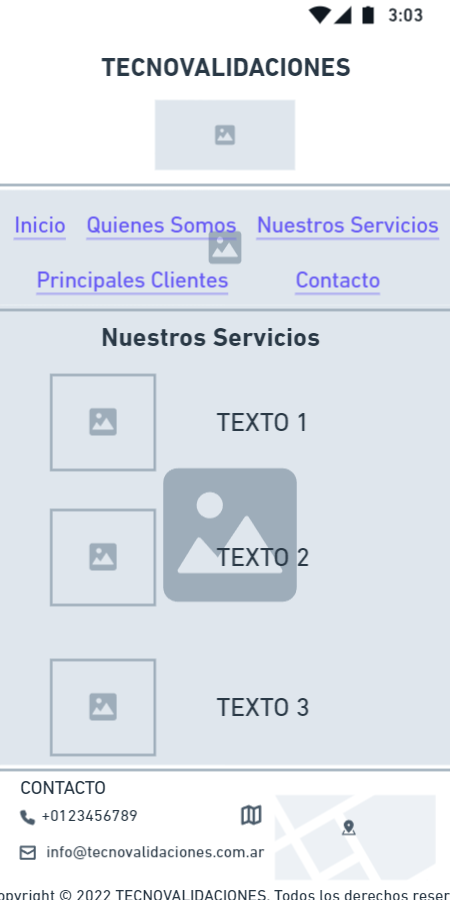 3:03
TECNOVALIDACIONES
Inicio Quienes Somos Nuestros Servicios
Principales Clientes Contacto
Nuestros Servicios
TEXTO 1
TEXTO 2
TEXTO 3
CONTACTO
+0123456789
info@tecnovalidaciones.com.ar
opyright © 2022 TECNOVALIDACIONES. Todos los derechos reser